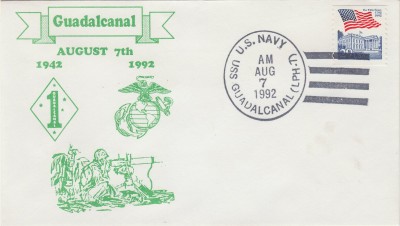 Guadalcanal
AUGUST 7th
1942 1992
1
U.S. NAVY
AM
AUG
7
1992
USS GUADALCANAL (LPH-7)